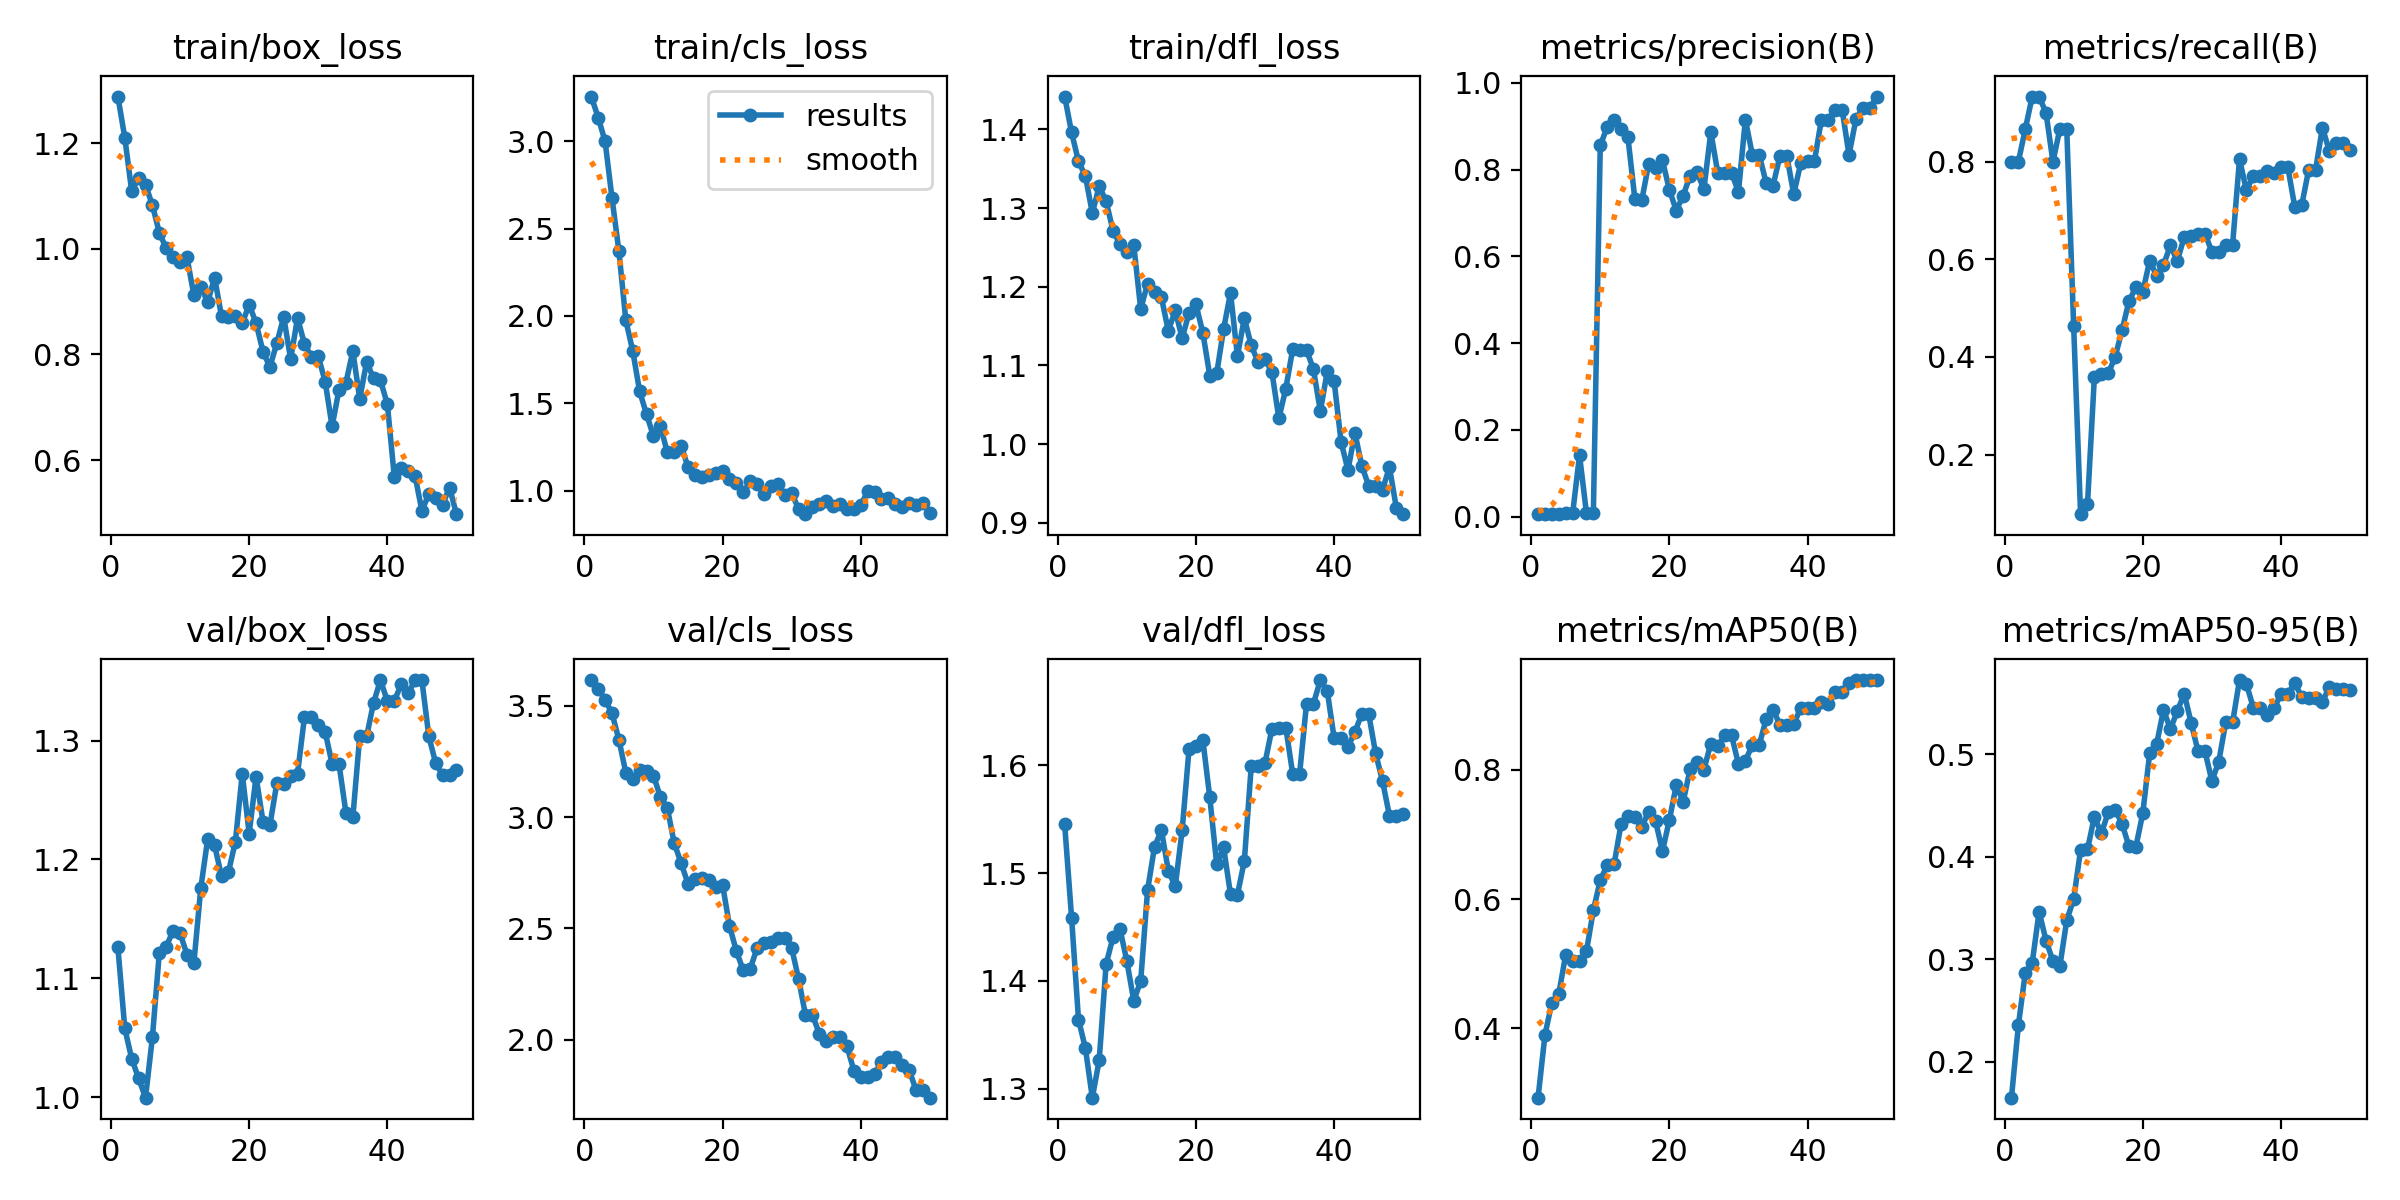 train/box_loss
1.2
1.0
0.8
0.6
0 20 40
train/cls_loss
results
smooth
3.0
2.5
2.0
1.5
1.0
0 20 40
train/dfl_loss
1.4
1.3
1.2
1.1
1.0
0.9
0 20 40
metrics/precision(B)
1.0
0.8
0.6
0.4
0.2
0.0
0 20 40
metrics/recall(B)
0.8
0.6
0.4
0.2
0 20 40
val/box_loss
1.3
1.2
1.1
1.0
0 20 40
val/cls_loss
3.5
3.0
2.5
2.0
0 20 40
val/dfl_loss
1.6
1.5
1.4
1.3
0 20 40
metrics/mAP50(B)
0.8
0.6
0.4
0 20 40
metrics/mAP50-95(B)
0.5
0.4
0.3
0.2
0 20 40